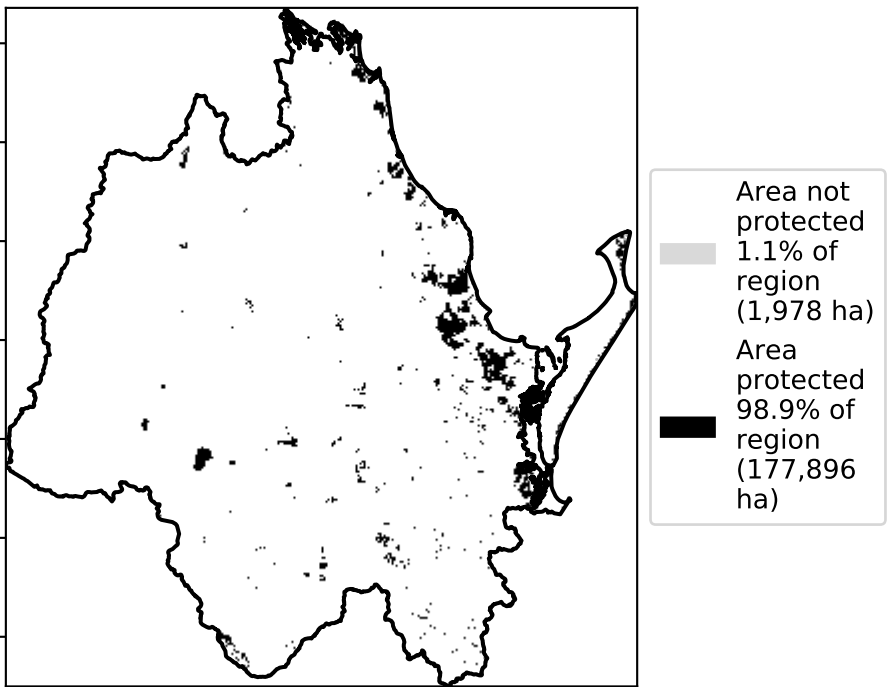 Area not
protected
1.1% of
region
(1,978 ha)
Area
protected
98.9% of
region
(177,896
ha)